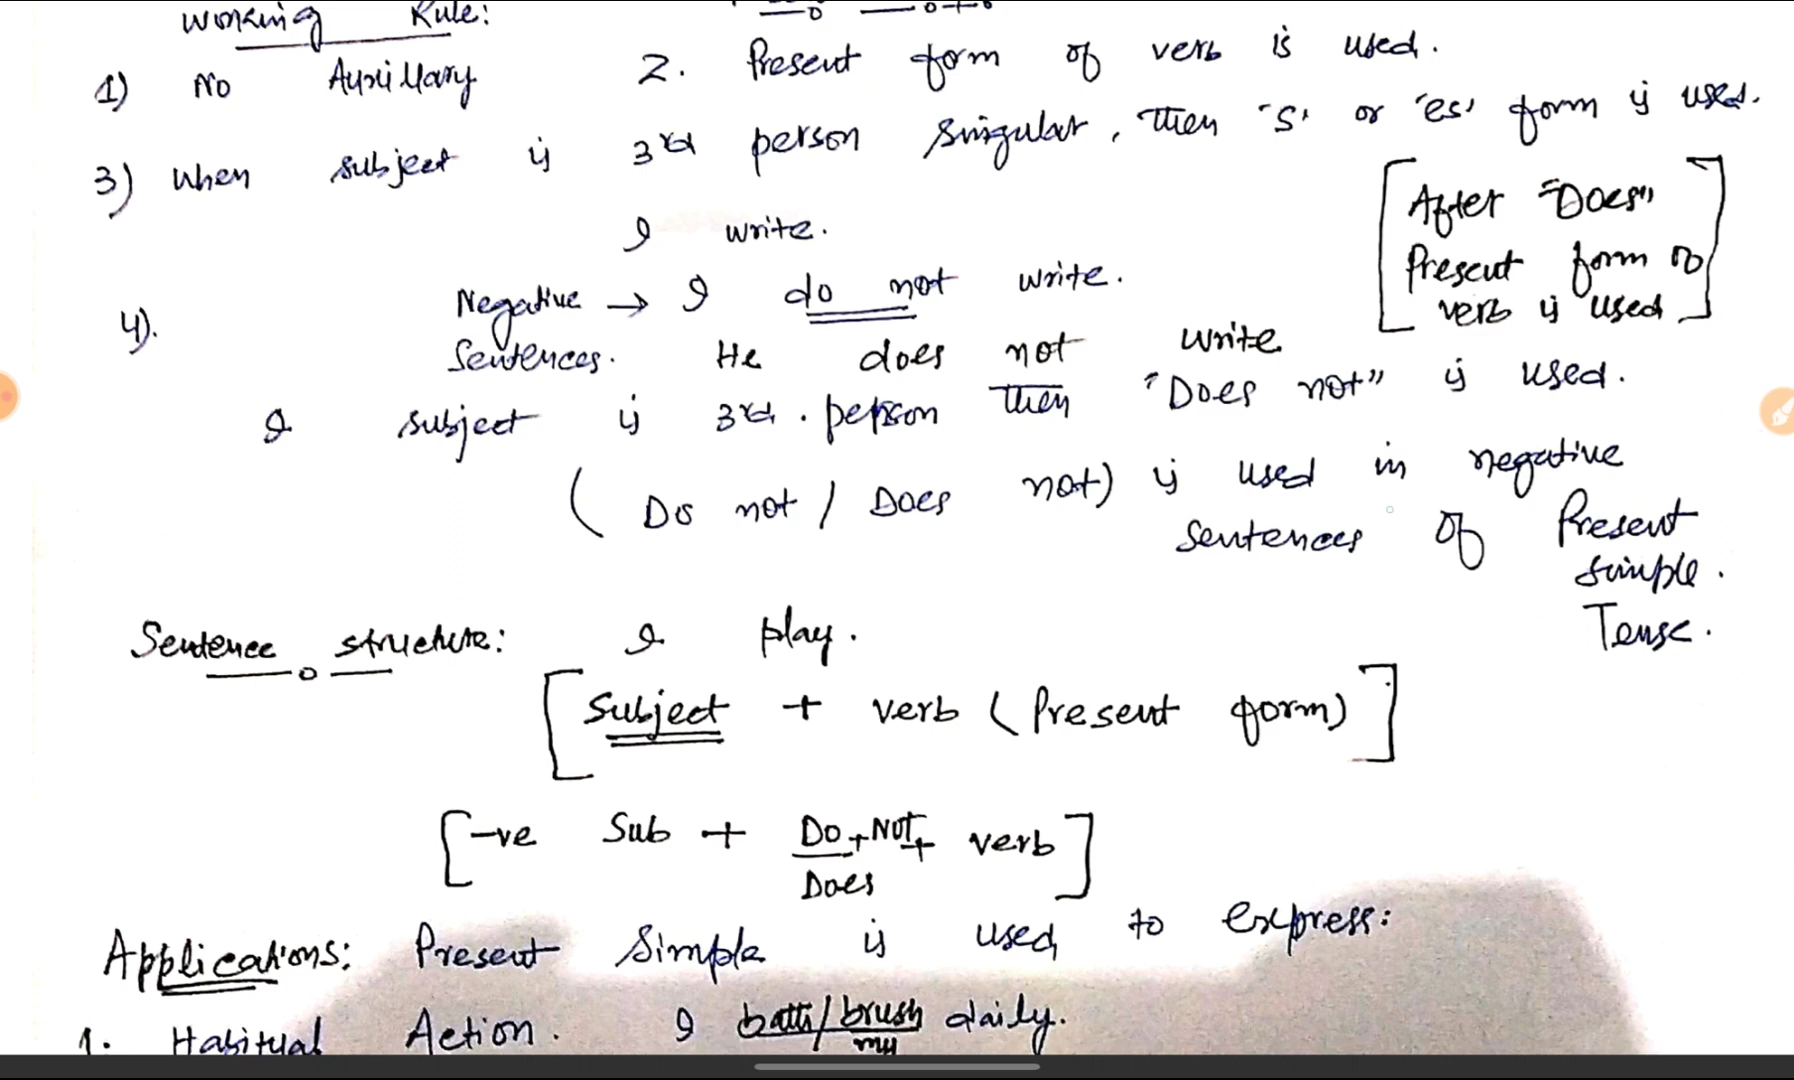 Working Rule:
1) No Auxillary 2. Present form of verb is used.
3) When subject is 3rd person singular, then "s" or "es" form is used.
I write.
[After "Does" Present form of verb is used]
4). Negative Sentences. → I do not write.
He does not write
I subject is 3rd. person then "Does not" is used.
(Do not / Does not) is used in negative
sentences of Present
simple.
Tense.
Sentence structure: I play.
[Subject + verb (Present form)]
[-ve Sub + Do + NOT + verb]
Does
Applications: Present Simple is used to express:
1. Habitual Action. I bath/brush daily.
my